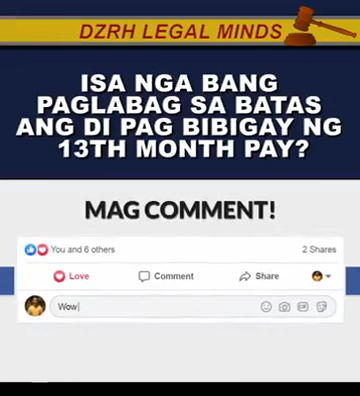 DZRH LEGAL MINDS
ISA NGA BANG
PAGLABAG SA BATAS
ANG DI PAG BIBIGAY NG
13TH MONTH PAY?
MAG COMMENT!
You and 6 others 2 Shares
Love Comment Share
Wow
GIF